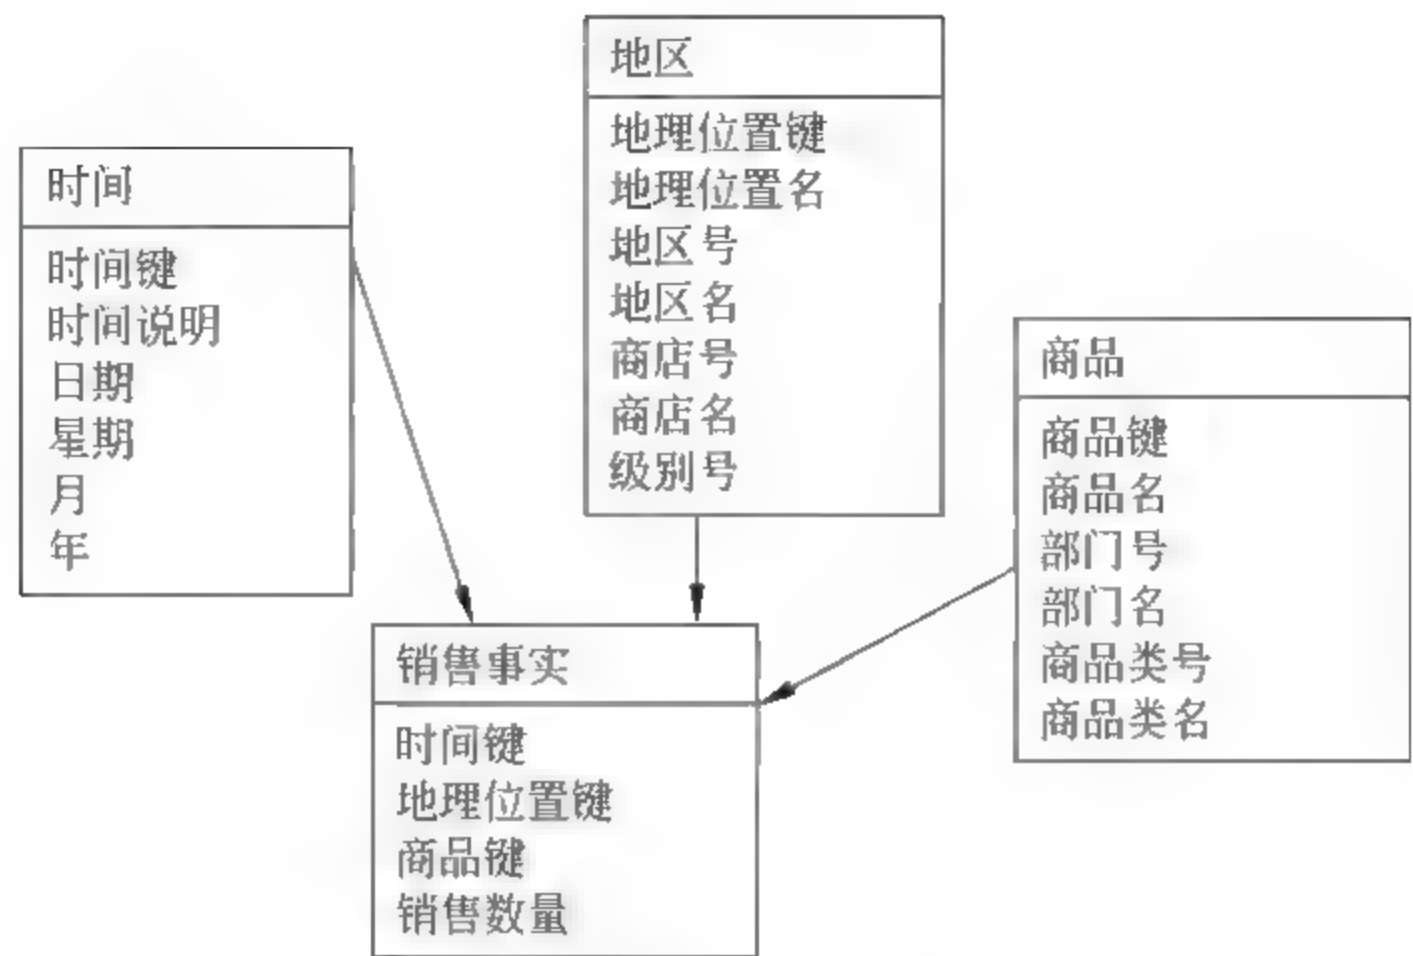 时间
时间键
时间说明
日期
星期
月
年
地区
地理位置键
地理位置名
地区号
地区名
商店号
商店名
级别号
商品
商品键
商品名
部门号
部门名
商品类号
商品类名
销售事实
时间键
地理位置键
商品键
销售数量